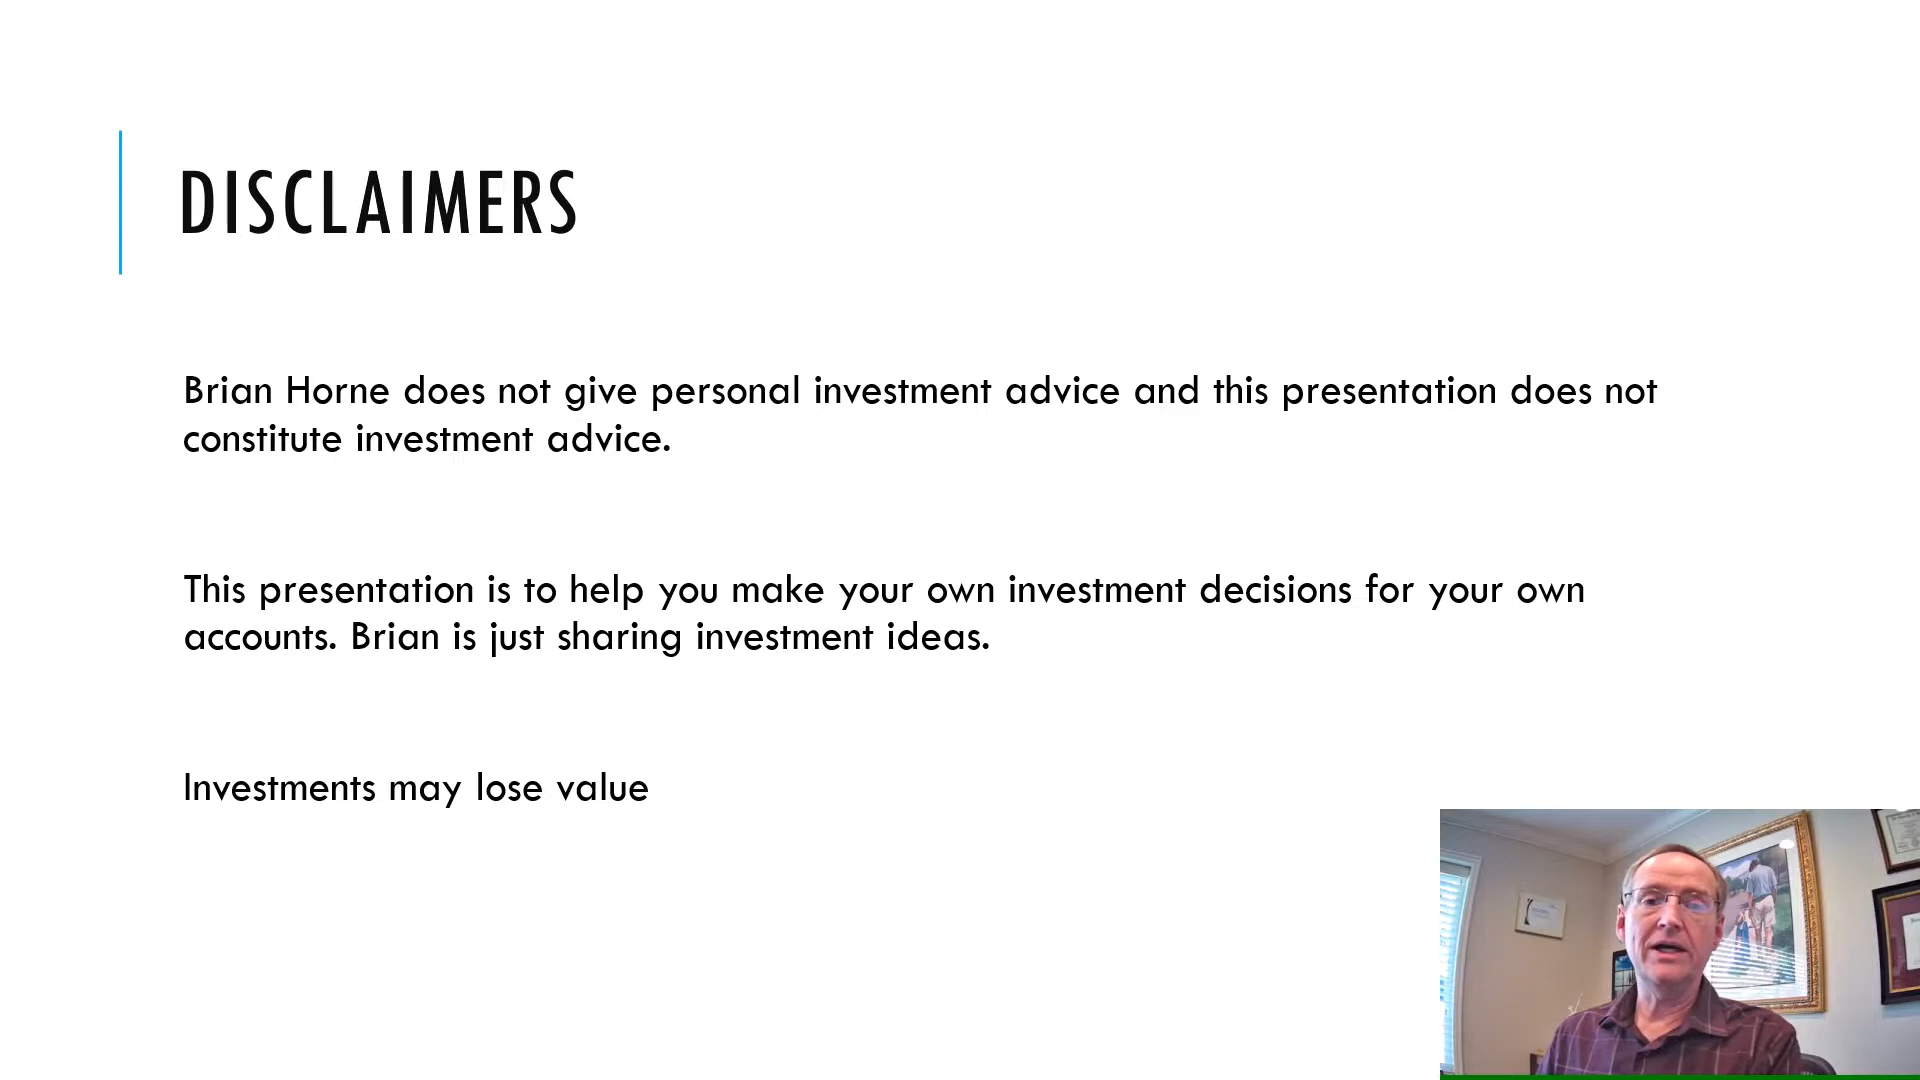 DISCLAIMERS
Brian Horne does not give personal investment advice and this presentation does not
constitute investment advice.
This presentation is to help you make your own investment decisions for your own
accounts. Brian is just sharing investment ideas.
Investments may lose value